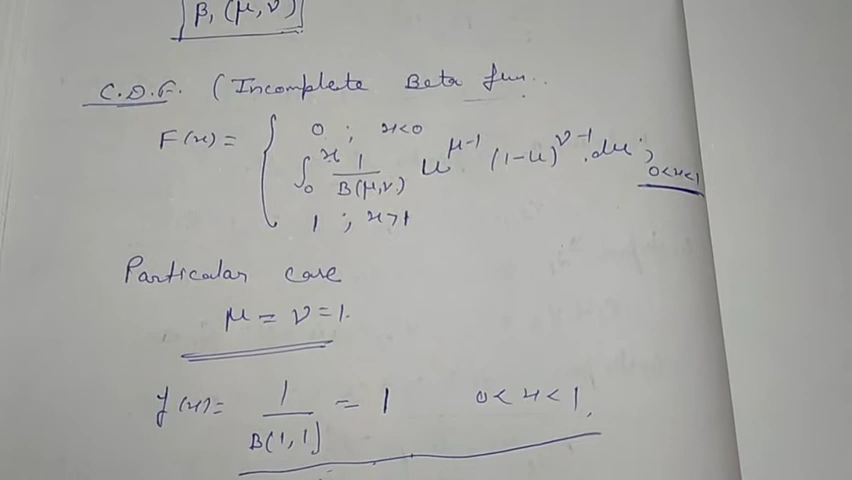 β₁ (μ, ν)
C.D.F. (Incomplete Beta fun..
F(x) = { 0 ; x<0
∫₀ˣ 1/B(μ,ν) u^(μ-1) (1-u)^(ν-1) .du ; 0<x<1
1 ; x>1
Particular case
μ = ν = 1.
f(x) = 1/B(1,1) = 1 0 < x < 1,